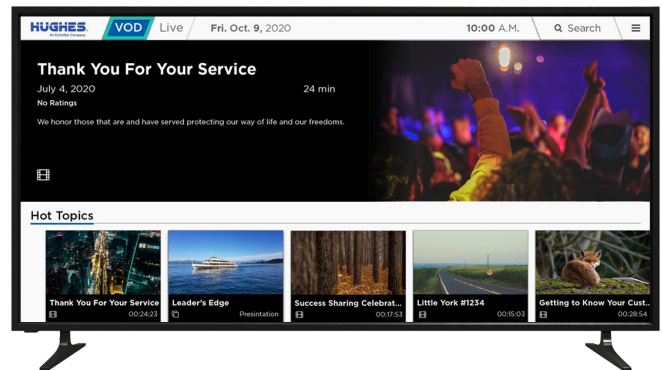 HUGHES.
An EchoStar Company
VOD
Live
Fri. Oct. 9, 2020
10:00 A.M.
Search
Thank You For Your Service
July 4, 2020
24 min
No Ratings
We honor those that are and have served protecting our way of life and our freedoms.
Hot Topics
Thank You For Your Service
00:24:23
Leader's Edge
Presintation
Success Sharing Celebrat...
00:17:53
Little York #1234
00:15:03
Getting to Know Your Cust..
00:28:54